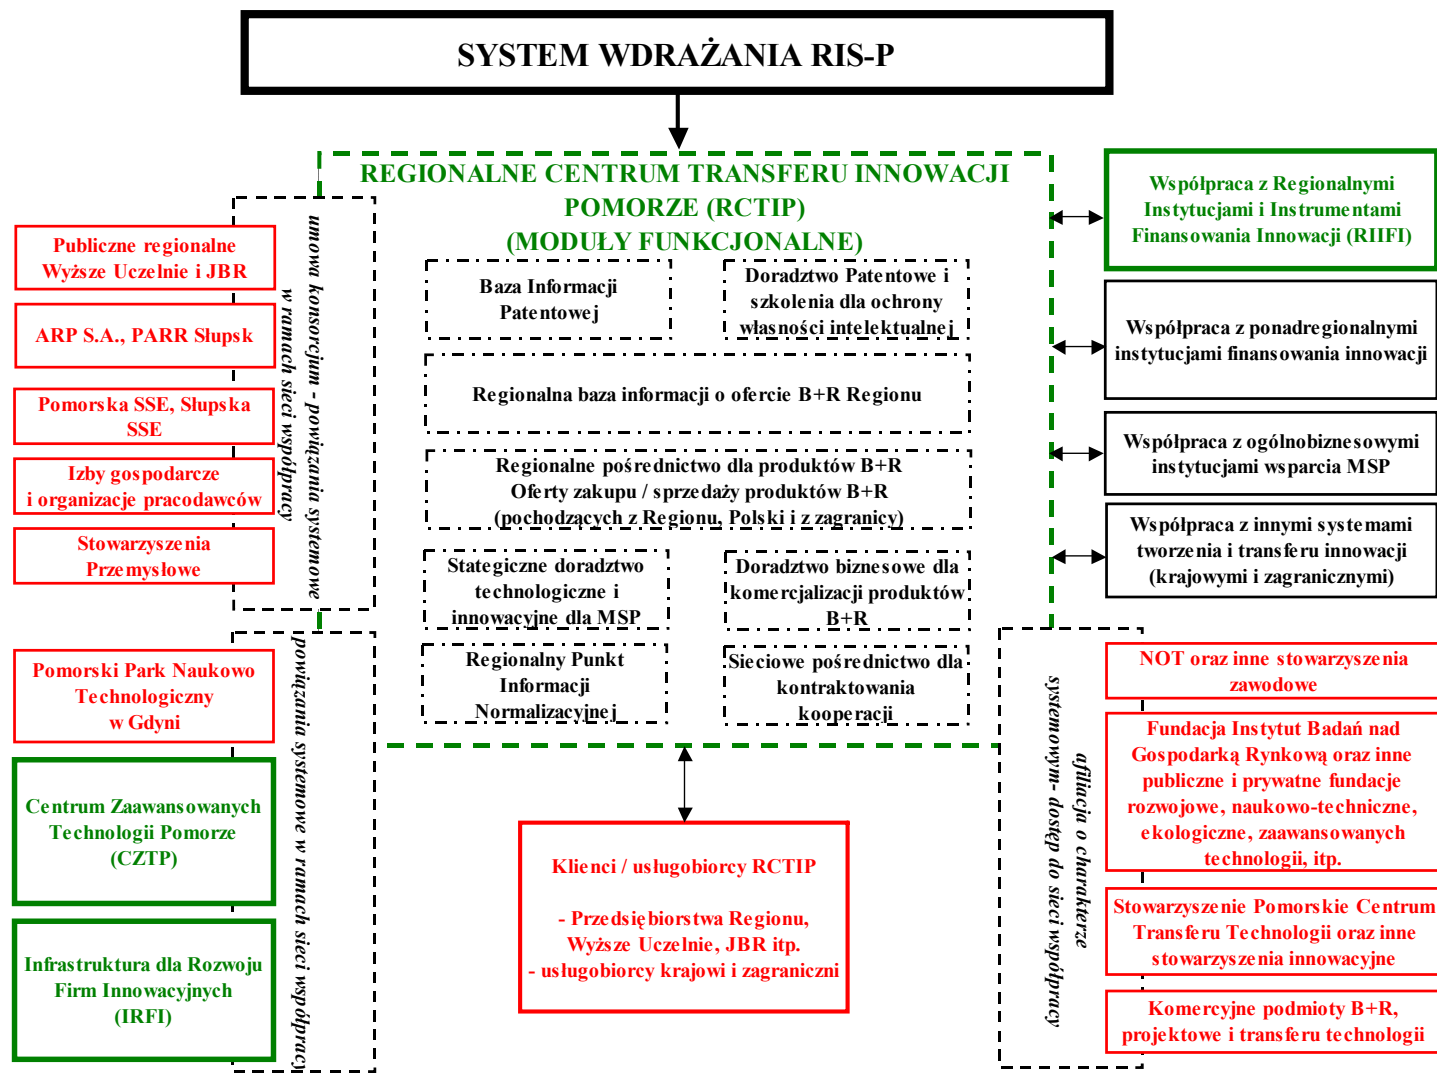 SYSTEM WDRAŻANIA RIS-P
REGIONALNE CENTRUM TRANSFERU INNOWACJI
POMORZE (RCTIP)
(MODUŁY FUNKCJONALNE)
Baza Informacji
Patentowej
Doradztwo Patentowe i
szkolenia dla ochrony
własności intelektualnej
Regionalna baza informacji o ofercie B+R Regionu
Regionalne pośrednictwo dla produktów B+R
Oferty zakupu / sprzedaży produktów B+R
(pochodzących z Regionu, Polski i z zagranicy)
Stategiczne doradztwo
technologiczne i
innowacyjne dla MSP
Doradztwo biznesowe dla
komercjalizacji produktów
B+R
Regionalny Punkt
Informacji
Normalizacyjnej
Sieciowe pośrednictwo dla
kontraktowania
kooperacji
umowa konsorcjum - powiązania systemowe
w ramach sieci współpracy
Publiczne regionalne
Wyższe Uczelnie i JBR
ARP S.A., PARR Słupsk
Pomorska SSE, Słupska
SSE
Izby gospodarcze
i organizacje pracodawców
Stowarzyszenia
Przemysłowe
powiązania systemowe w ramach sieci współpracy
Pomorski Park Naukowo
Technologiczny
w Gdyni
Centrum Zaawansowanych
Technologii Pomorze
(CZTP)
Infrastruktura dla Rozwoju
Firm Innowacyjnych
(IRFI)
Klienci / usługobiorcy RCTIP
- Przedsiębiorstwa Regionu,
Wyższe Uczelnie, JBR itp.
- usługobiorcy krajowi i zagraniczni
Współpraca z Regionalnymi
Instytucjami i Instrumentami
Finansowania Innowacji (RIIFI)
Współpraca z ponadregionalnymi
instytucjami finansowania innowacji
Współpraca z ogólnobiznesowymi
instytucjami wsparcia MSP
Współpraca z innymi systemami
tworzenia i transferu innowacji
(krajowymi i zagranicznymi)
afiliacja o charakterze
systemowym- dostęp do sieci współpracy
NOT oraz inne stowarzyszenia
zawodowe
Fundacja Instytut Badań nad
Gospodarką Rynkową oraz inne
publiczne i prywatne fundacje
rozwojowe, naukowo-techniczne,
ekologiczne, zaawansowanych
technologii, itp.
Stowarzyszenie Pomorskie Centrum
Transferu Technologii oraz inne
stowarzyszenia innowacyjne
Komercyjne podmioty B+R,
projektowe i transferu technologii